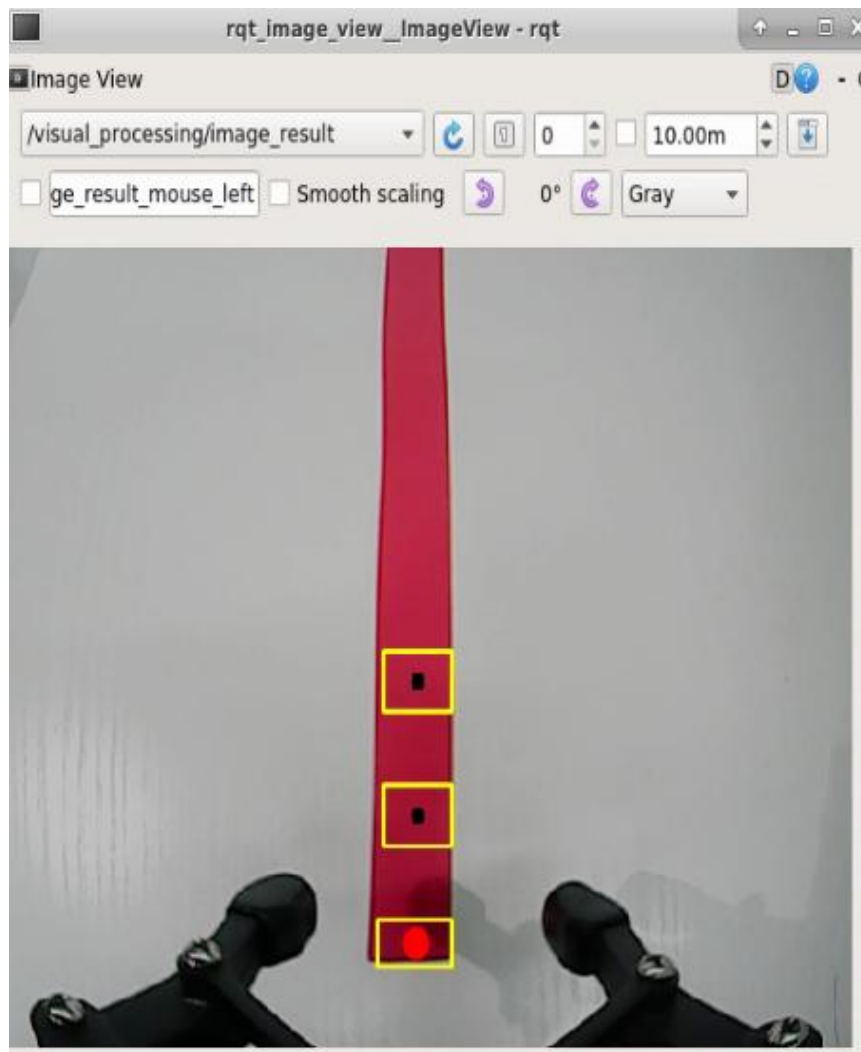 rqt_image_view__ImageView - rqt
Image View
D
/visual_processing/image_result
0
10.00m
ge_result_mouse_left
Smooth scaling
0°
Gray